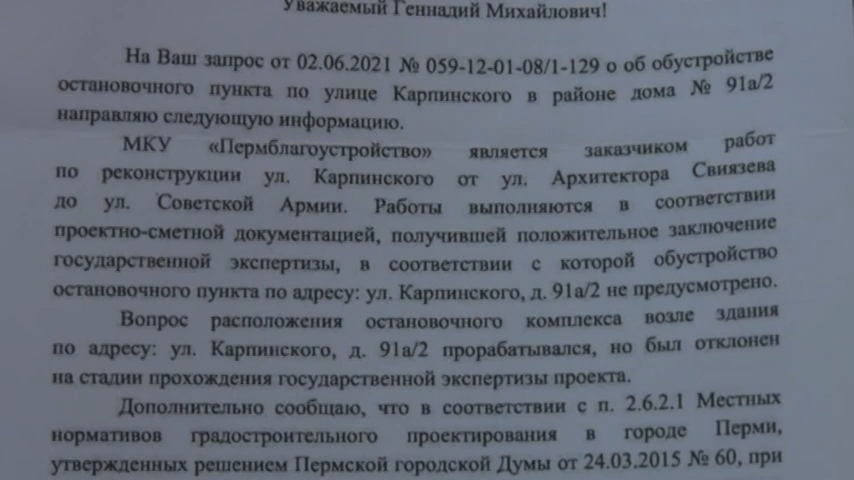 Уважаемый Геннадий Михайлович!
На Ваш запрос от 02.06.2021 № 059-12-01-08/1-129 о об обустройстве
остановочного пункта по улице Карпинского в районе дома № 91а/2
направляю следующую информацию.
МКУ «Пермблагоустройство» является заказчиком работ
по реконструкции ул. Карпинского от ул. Архитектора Свиязева
до ул. Советской Армии. Работы выполняются в соответствии
проектно-сметной документацией, получившей положительное заключение
государственной экспертизы, в соответствии с которой обустройство
остановочного пункта по адресу: ул. Карпинского, д. 91а/2 не предусмотрено.
Вопрос расположения остановочного комплекса возле здания
по адресу: ул. Карпинского, д. 91а/2 прорабатывался, но был отклонен
на стадии прохождения государственной экспертизы проекта.
Дополнительно сообщаю, что в соответствии с п. 2.6.2.1 Местных
нормативов градостроительного проектирования в городе Перми,
утвержденных решением Пермской городской Думы от 24.03.2015 № 60, при